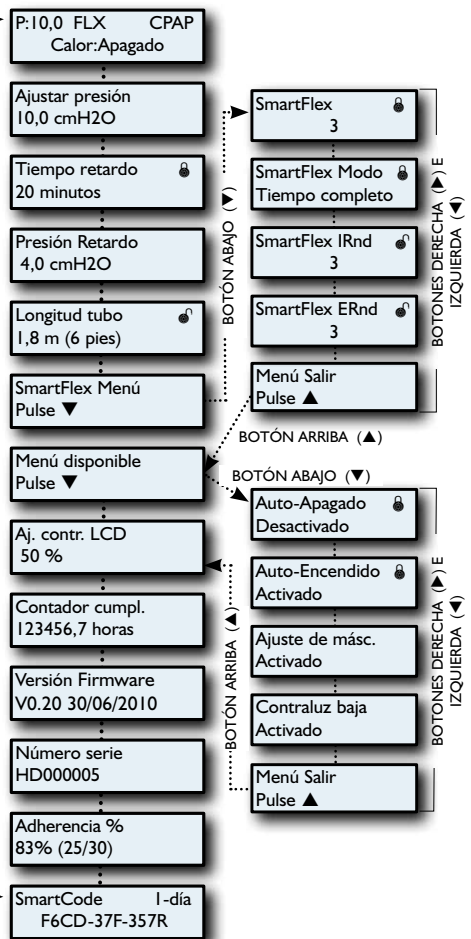 P:10,0 FLX CPAP
Calor:Apagado
Ajustar presión
10,0 cmH2O
Tiempo retardo
20 minutos
Presión Retardo
4,0 cmH2O
Longitud tubo
1,8 m (6 pies)
SmartFlex Menú
Pulse ▼
Menú disponible
Pulse ▼
Aj. contr. LCD
50 %
Contador cumpl.
123456,7 horas
Versión Firmware
V0.20 30/06/2010
Número serie
HD000005
Adherencia %
83% (25/30)
SmartCode 1-día
F6CD-37F-357R
BOTÓN ABAJO (▼)
SmartFlex
3
SmartFlex Modo
Tiempo completo
SmartFlex IRnd
3
SmartFlex ERnd
3
Menú Salir
Pulse ▲
BOTONES DERECHA (▲) E
IZQUIERDA (▼)
BOTÓN ARRIBA (▲)
BOTÓN ABAJO (▼)
Auto-Apagado
Desactivado
Auto-Encendido
Activado
Ajuste de másc.
Activado
Contraluz baja
Activado
Menú Salir
Pulse ▲
BOTÓN ARRIBA (▲)
BOTONES DERECHA (▲) E
IZQUIERDA (▼)